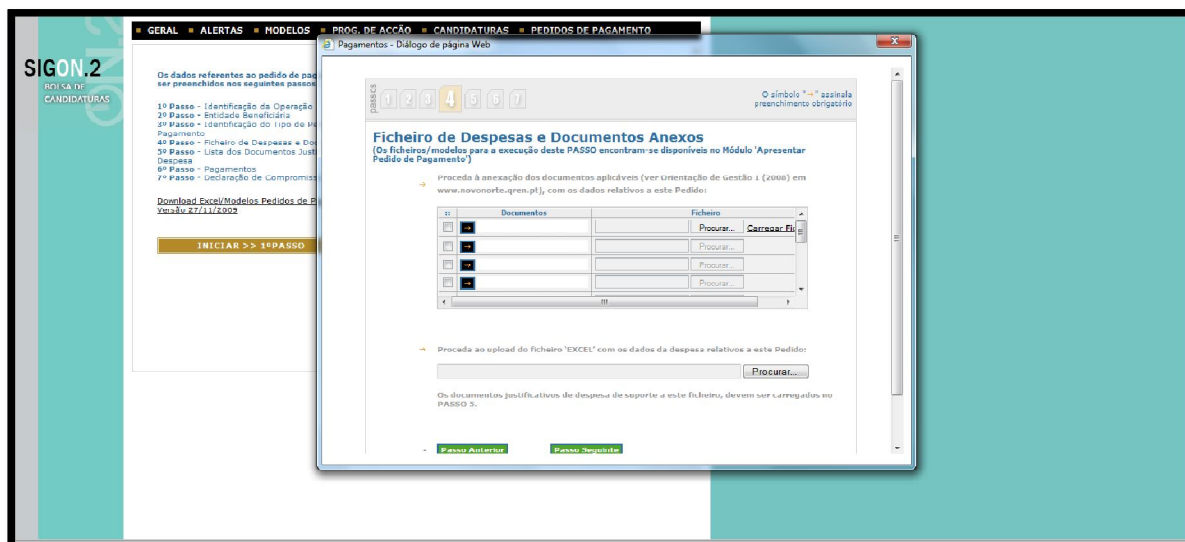 GERAL ALERTAS MODELOS PROG. DE ACÇÃO CANDIDATURAS PEDIDOS DE PAGAMENTO
Pagamentos - Diálogo de página Web
SIGON.2
BOLSA DE
CANDIDATURAS
Os dados referentes ao pedido de pag
ser preenchidos nos seguintes passos
1º Passo - Identificação da Operação
2º Passo - Entidade Beneficiária
3º Passo - Identificação do Tipo de Pe
Pagamento
4º Passo - Ficheiro de Despesas e Doc
5º Passo - Lista dos Documentos Justi
Despesa
6º Passo - Pagamentos
7º Passo - Declaração de Compromiss
Download Excel/Modelos Pedidos de P
Versão 27/11/2009
INICIAR >> 1ºPASSO
passos
1 2 3 4 5 6 7
O símbolo "→" assinala
preenchimento obrigatório
Ficheiro de Despesas e Documentos Anexos
(Os ficheiros/modelos para a execução deste PASSO encontram-se disponíveis no Módulo 'Apresentar
Pedido de Pagamento')
→ Proceda à anexação dos documentos aplicáveis (ver Orientação de Gestão 1 (2008) em
www.novonorte.qren.pt), com os dados relativos a este Pedido:
:: Documentos Ficheiro
→ Procurar... Carregar Fic
→ Procurar...
→ Procurar...
→ Procurar...
→ Proceda ao upload do ficheiro 'EXCEL' com os dados da despesa relativos a este Pedido:
Procurar...
Os documentos justificativos de despesa de suporte a este ficheiro, devem ser carregados no
PASSO 5.
- Passo Anterior Passo Seguinte